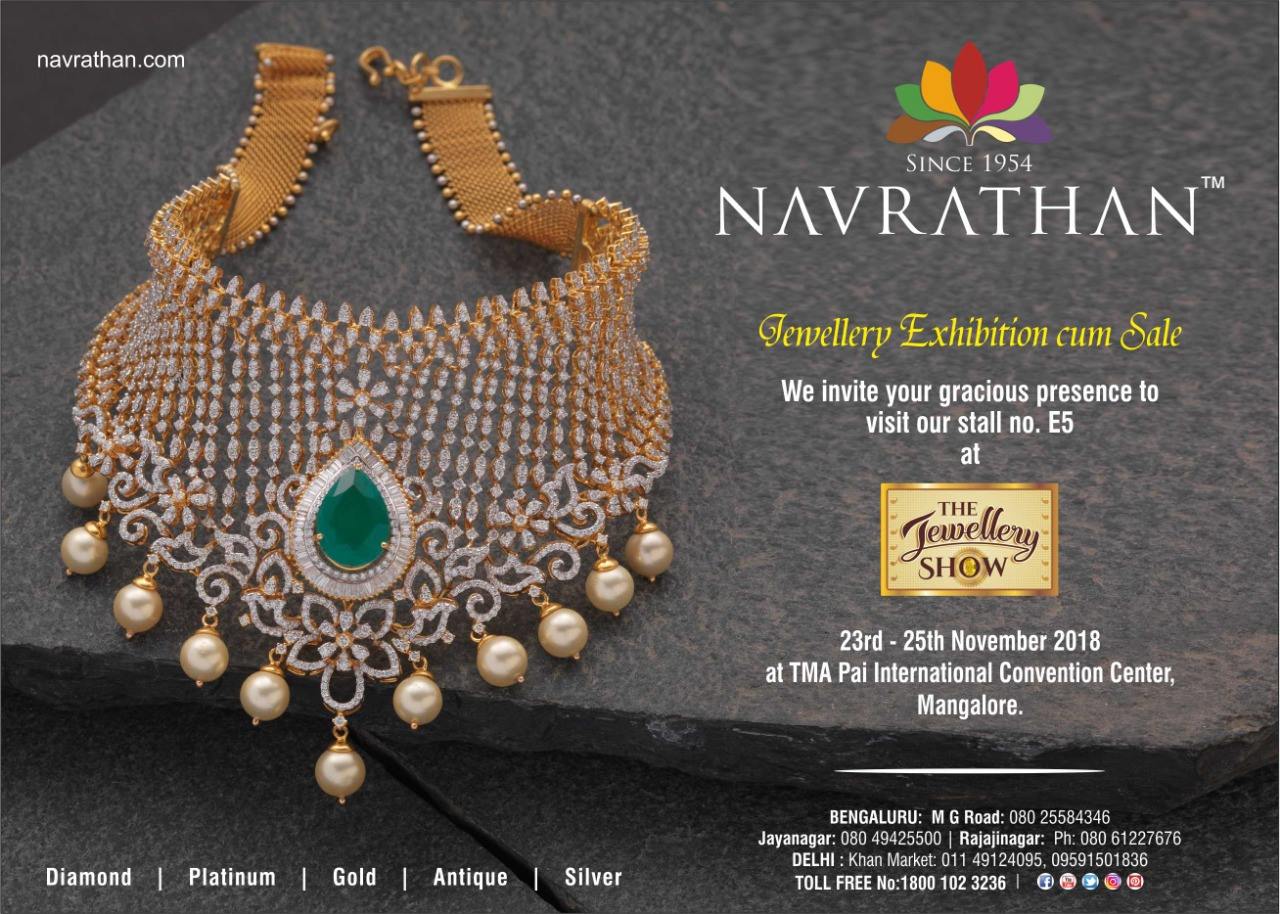 navrathan.com
SINCE 1954
NAVRATHAN™
Jewellery Exhibition cum Sale
We invite your gracious presence to
visit our stall no. E5
at
THE
Jewellery
SHOW
23rd - 25th November 2018
at TMA Pai International Convention Center,
Mangalore.
BENGALURU: M G Road: 080 25584346
Jayanagar: 080 49425500 | Rajajinagar: Ph: 080 61227676
DELHI : Khan Market: 011 49124095, 09591501836
TOLL FREE No:1800 102 3236 |
Diamond | Platinum | Gold | Antique | Silver